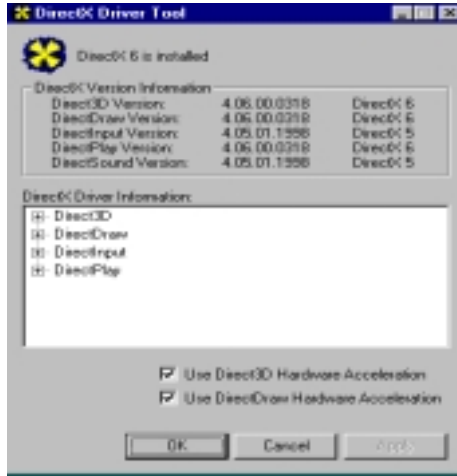 DirectX Driver Tool
DirectX 6 is installed
DirectX Version Information
Direct3D Version: 4.06.00.0318 DirectX 6
DirectDraw Version: 4.06.00.0318 DirectX 6
DirectInput Version: 4.05.01.1998 DirectX 5
DirectPlay Version: 4.06.00.0318 DirectX 6
DirectSound Version: 4.05.01.1998 DirectX 5
DirectX Driver Information:
Direct3D
DirectDraw
DirectInput
DirectPlay
Use Direct3D Hardware Acceleration
Use DirectDraw Hardware Acceleration
OK Cancel Apply